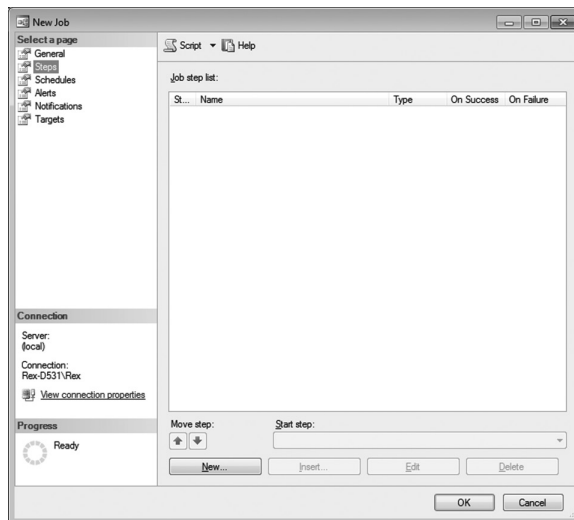 New Job
Select a page
General
Steps
Schedules
Alerts
Notifications
Targets
Script
Help
Job step list:
St... Name Type On Success On Failure
Connection
Server:
(local)
Connection:
Rex-D531\Rex
View connection properties
Progress
Ready
Move step:
Start step:
New...
Insert...
Edit
Delete
OK
Cancel